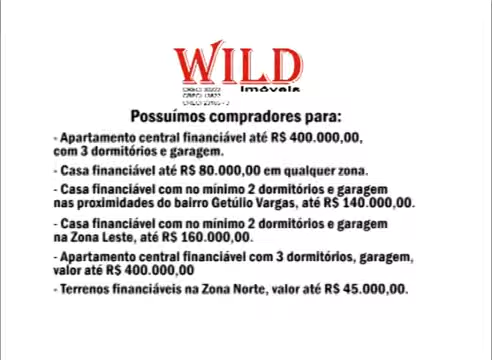 WILD
Imóveis
Possuímos compradores para:
- Apartamento central financiável até R$ 400.000,00,
com 3 dormitórios e garagem.
- Casa financiável até R$ 80.000,00 em qualquer zona.
- Casa financiável com no mínimo 2 dormitórios e garagem
nas proximidades do bairro Getúlio Vargas, até R$ 140.000,00.
- Casa financiável com no mínimo 2 dormitórios e garagem
na Zona Leste, até R$ 160.000,00.
- Apartamento central financiável com 3 dormitórios, garagem,
valor até R$ 400.000,00
- Terrenos financiáveis na Zona Norte, valor até R$ 45.000,00.